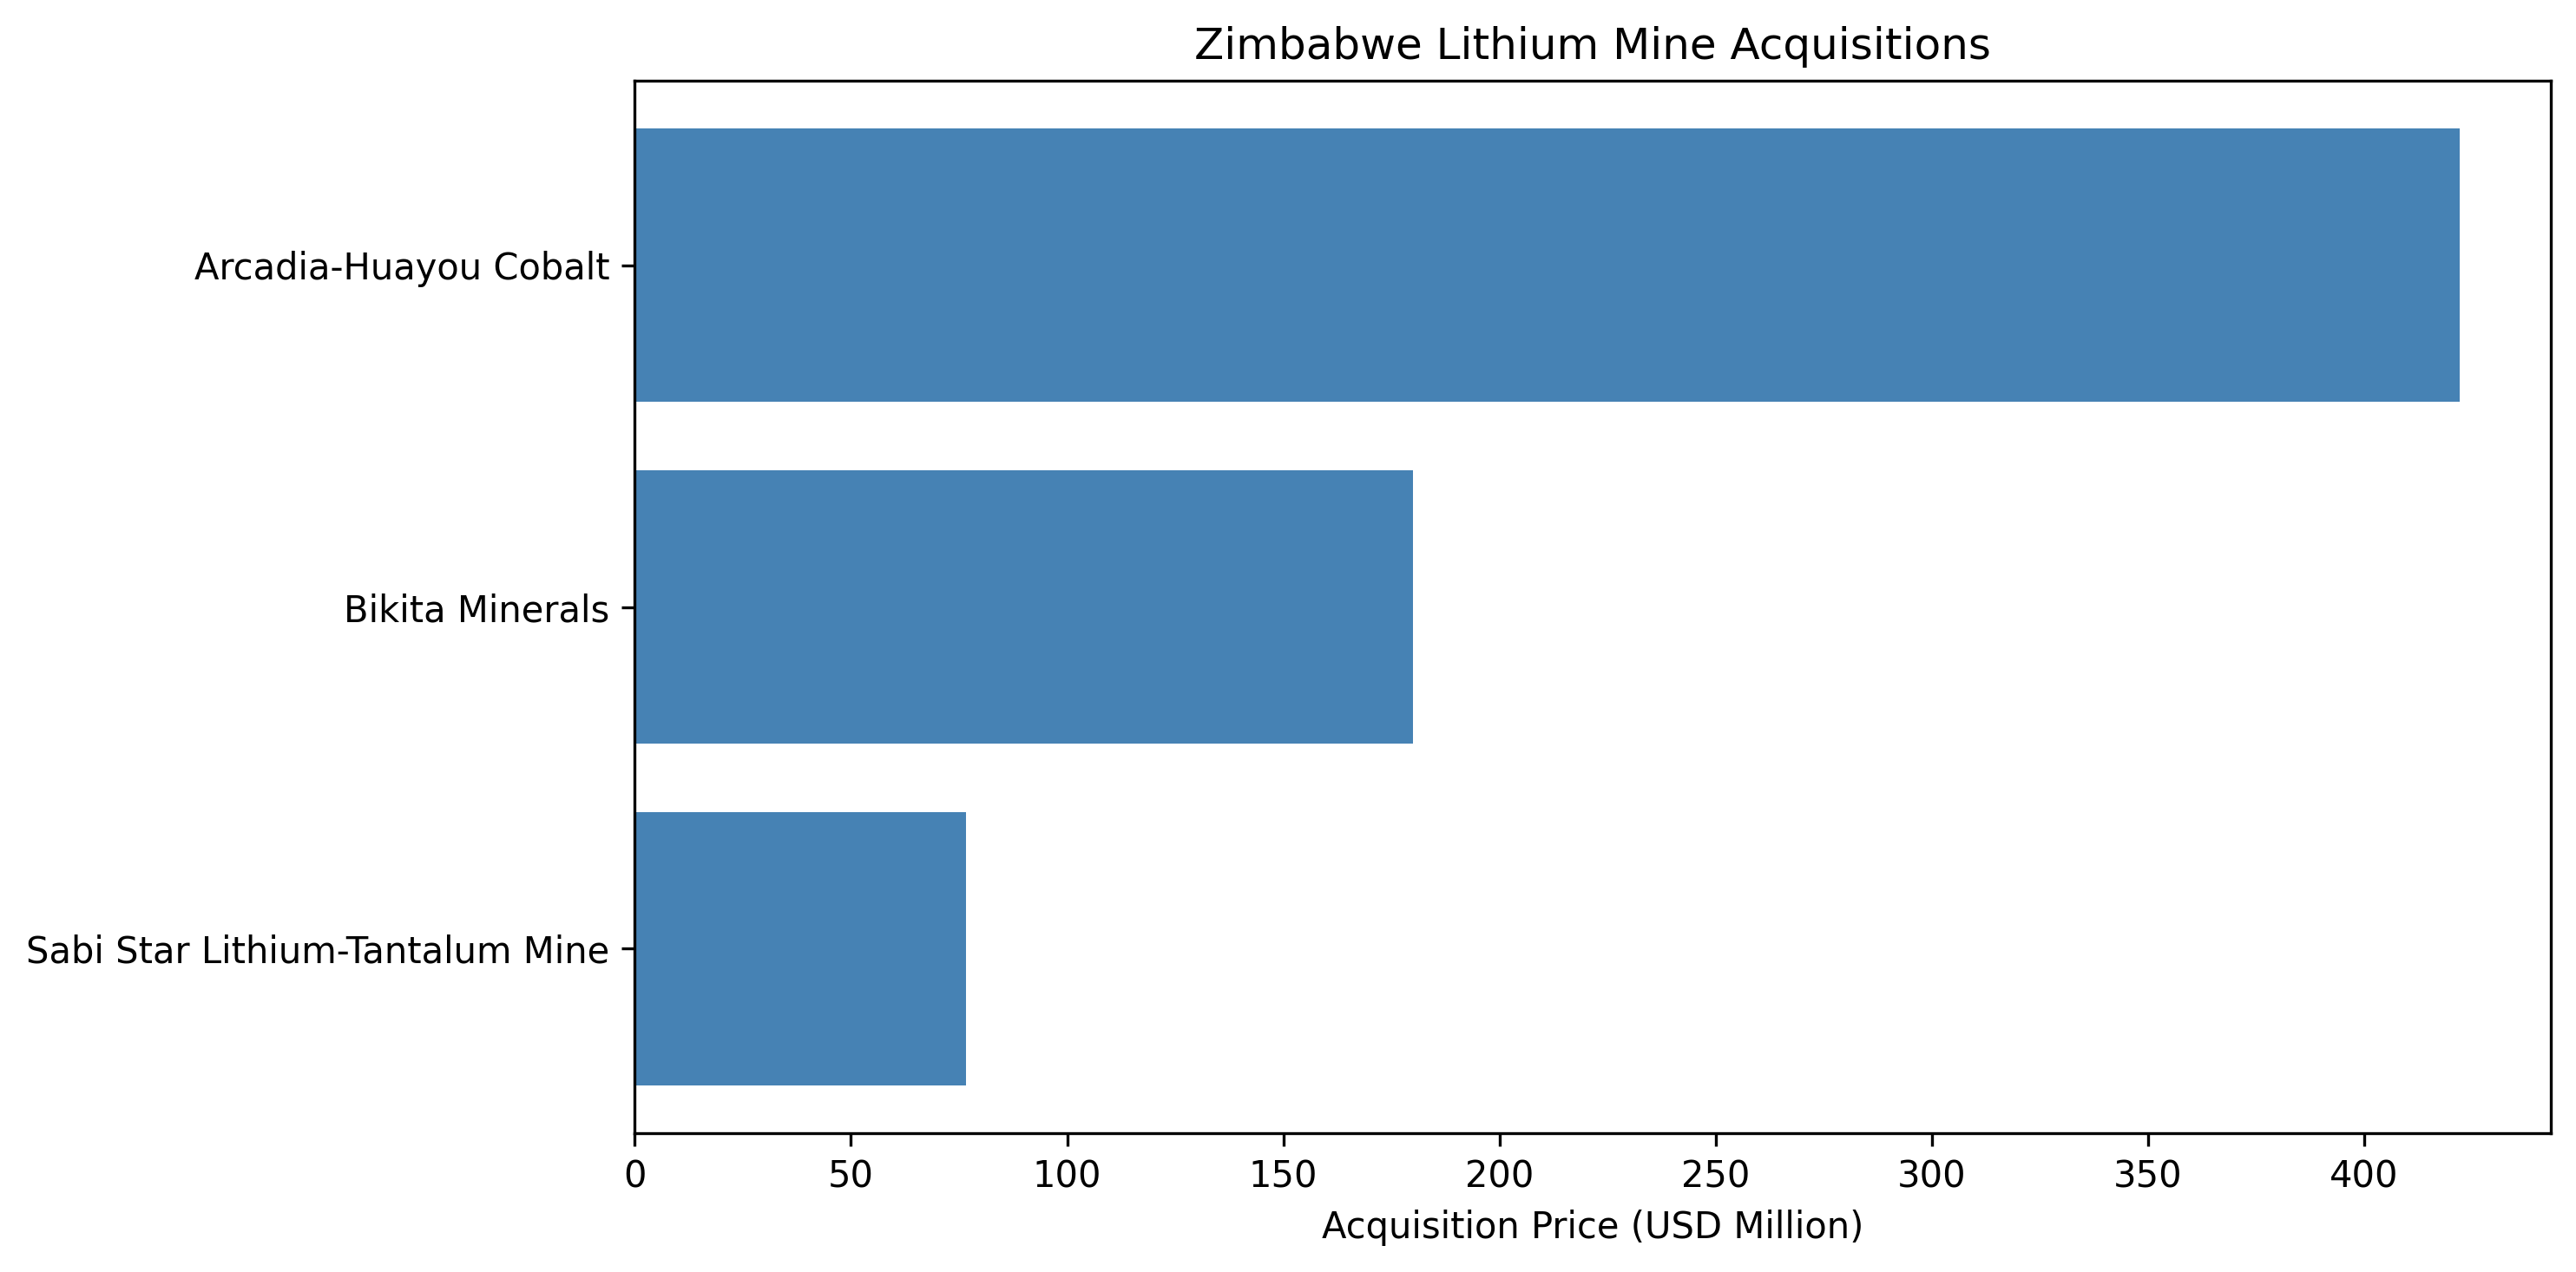 Zimbabwe Lithium Mine Acquisitions
Arcadia-Huayou Cobalt
Bikita Minerals
Sabi Star Lithium-Tantalum Mine
0 50 100 150 200 250 300 350 400
Acquisition Price (USD Million)